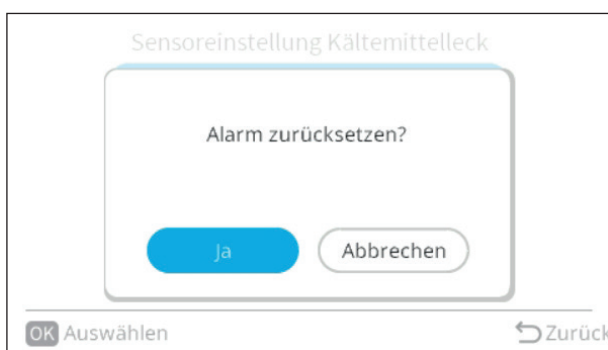 Sensoreinstellung Kältemittelleck
Alarm zurücksetzen?
Ja Abbrechen
OK Auswählen Zurück